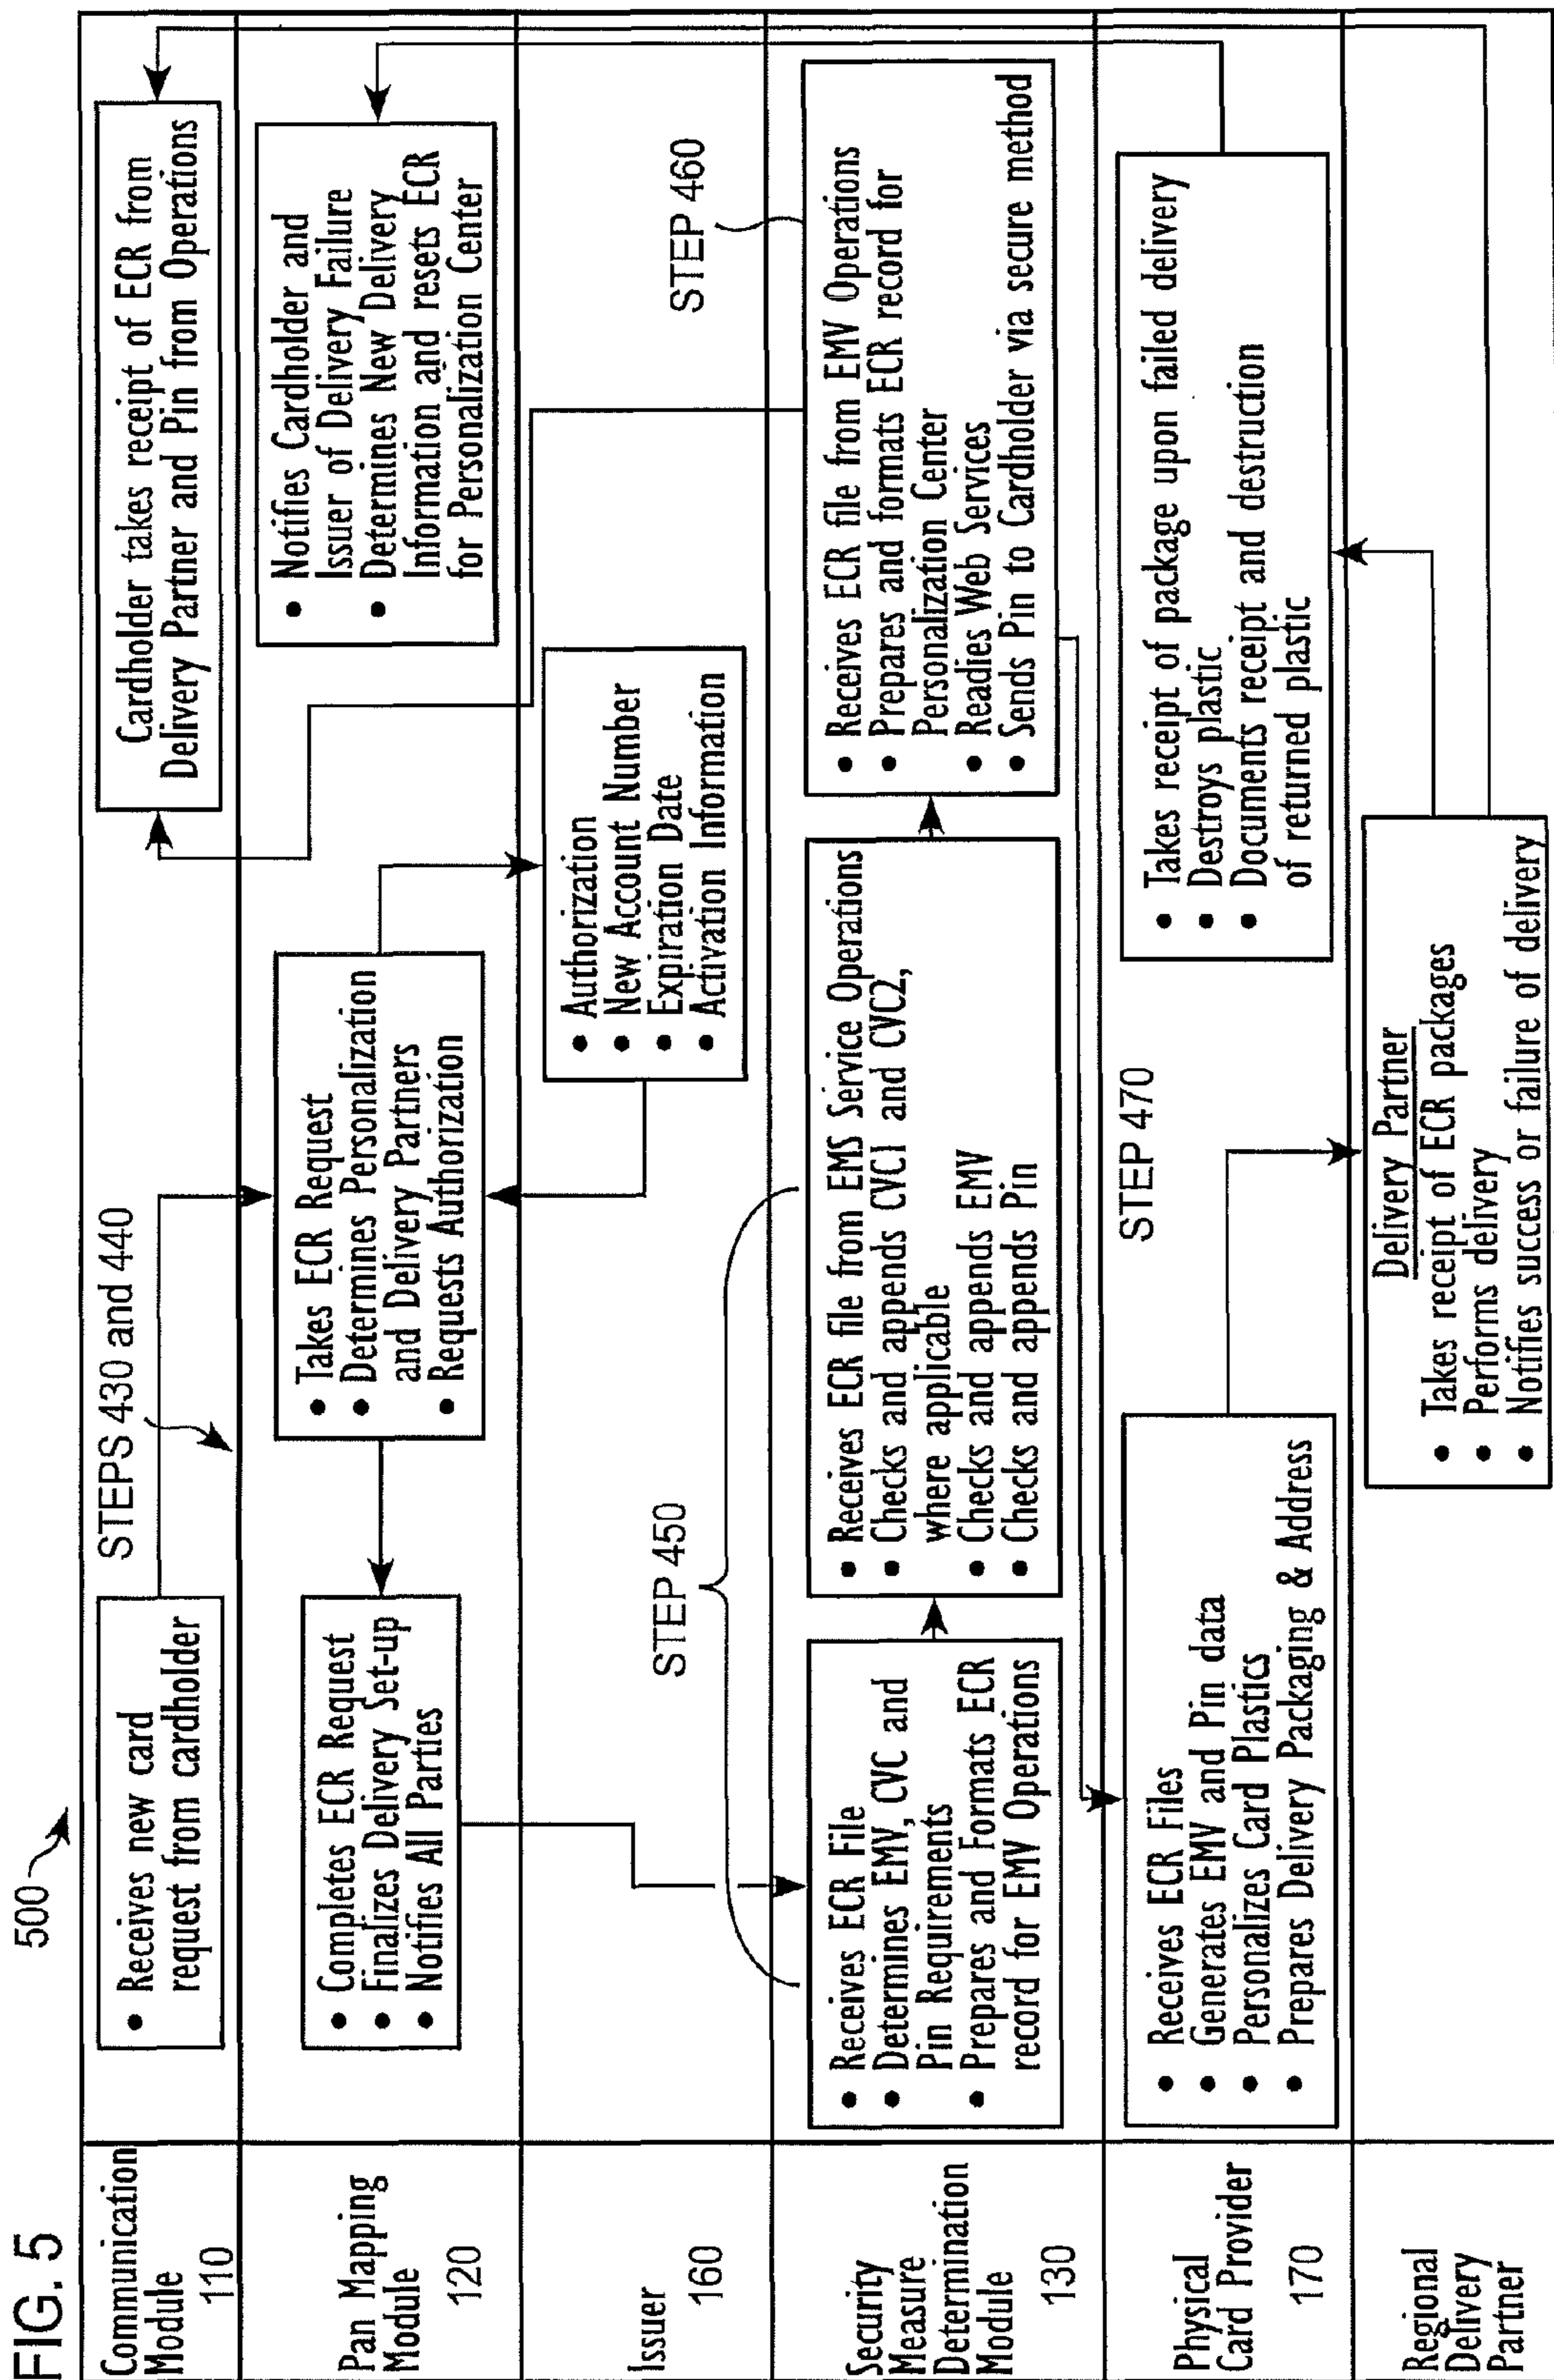 FIG. 5
500
Communication
Module
110
STEPS 430 and 440
• Receives new card
request from cardholder
Cardholder takes receipt of ECR from
Delivery Partner and Pin from Operations
Pan Mapping
Module
120
• Completes ECR Request
• Finalizes Delivery Set-up
• Notifies All Parties
• Takes ECR Request
• Determines Personalization
and Delivery Partners
• Requests Authorization
• Notifies Cardholder and
Issuer of Delivery Failure
• Determines New Delivery
Information and resets ECR
for Personalization Center
Issuer
160
• Authorization
• New Account Number
• Expiration Date
• Activation Information
STEP 450
STEP 460
Security
Measure
Determination
Module
130
• Receives ECR File
• Determines EMV, CVC and
Pin Requirements
• Prepares and Formats ECR
record for EMV Operations
• Receives ECR file from EMS Service Operations
• Checks and appends CVC1 and CVC2,
where applicable
• Checks and appends EMV
• Checks and appends Pin
• Receives ECR file from EMV Operations
• Prepares and formats ECR record for
Personalization Center
• Readies Web Services
• Sends Pin to Cardholder via secure method
Physical
Card Provider
170
• Receives ECR Files
• Generates EMV and Pin data
• Personalizes Card Plastics
• Prepares Delivery Packaging & Address
STEP 470
• Takes receipt of package upon failed delivery
• Destroys plastic
• Documents receipt and destruction
of returned plastic
Regional
Delivery
Partner
Delivery Partner
• Takes receipt of ECR packages
• Performs delivery
• Notifies success or failure of delivery